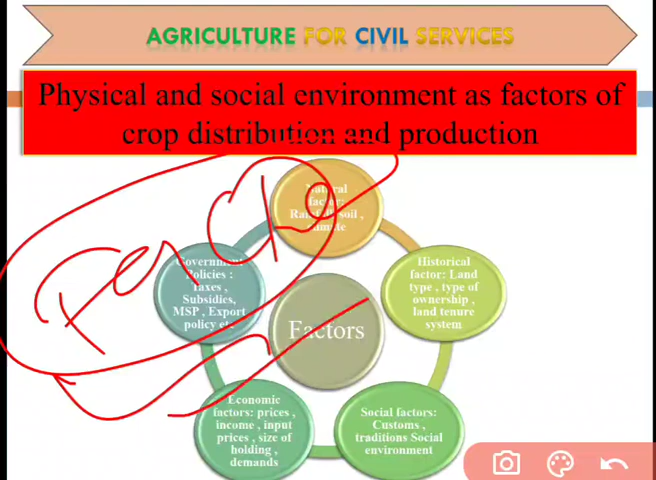 AGRICULTURE FOR CIVIL SERVICES
Physical and social environment as factors of
crop distribution and production
Natural
factor:
Rainfall, soil ,
climate
Government
Policies :
Taxes ,
Subsidies,
MSP , Export
policy etc
Historical
factor: Land
type , type of
ownership ,
land tenure
system
Factors
Economic
factors: prices ,
income , input
prices , size of
holding ,
demands
Social factors:
Customs ,
traditions Social
environment